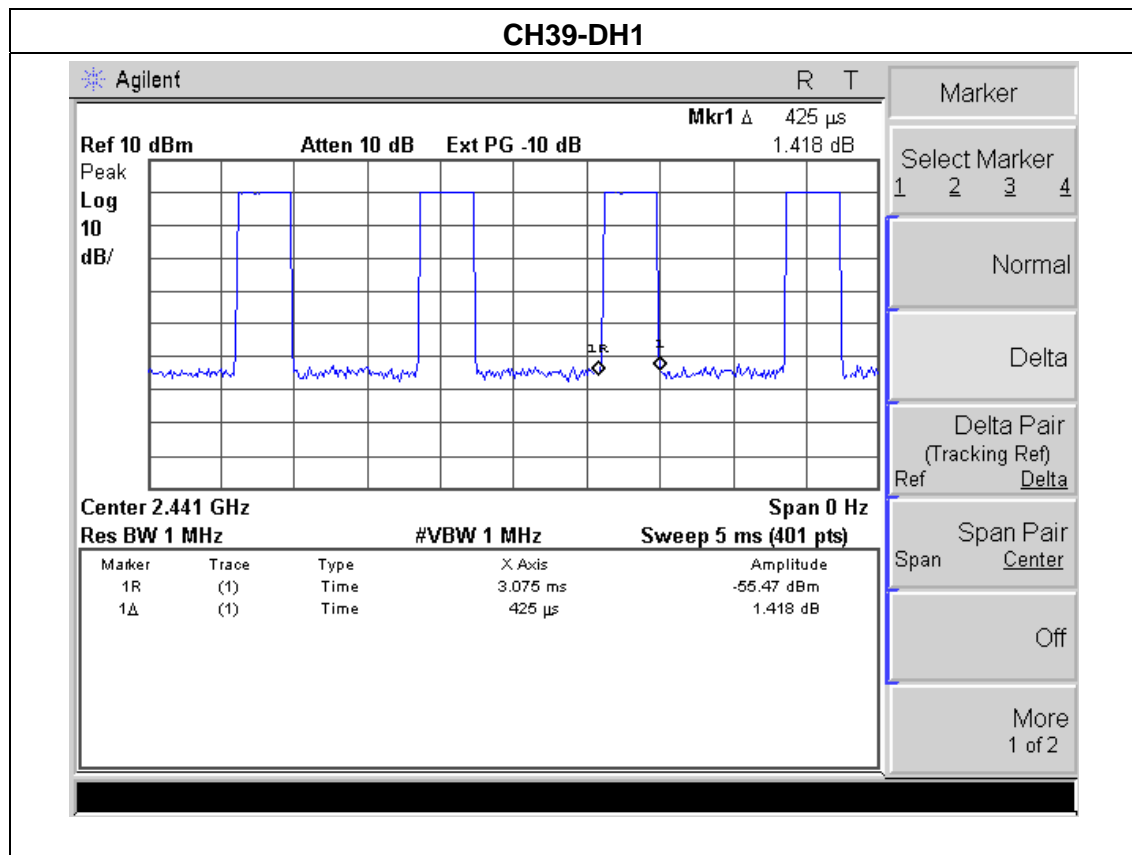 CH39-DH1
Agilent R T
Mkr1 Δ 425 μs
Ref 10 dBm Atten 10 dB Ext PG -10 dB 1.418 dB
Peak
Log
10
dB/
1R 1
Center 2.441 GHz Span 0 Hz
Res BW 1 MHz #VBW 1 MHz Sweep 5 ms (401 pts)
Marker Trace Type X Axis Amplitude
1R (1) Time 3.075 ms -55.47 dBm
1Δ (1) Time 425 μs 1.418 dB
Marker
Select Marker
1 2 3 4
Normal
Delta
Delta Pair
(Tracking Ref)
Ref Delta
Span Pair
Span Center
Off
More
1 of 2